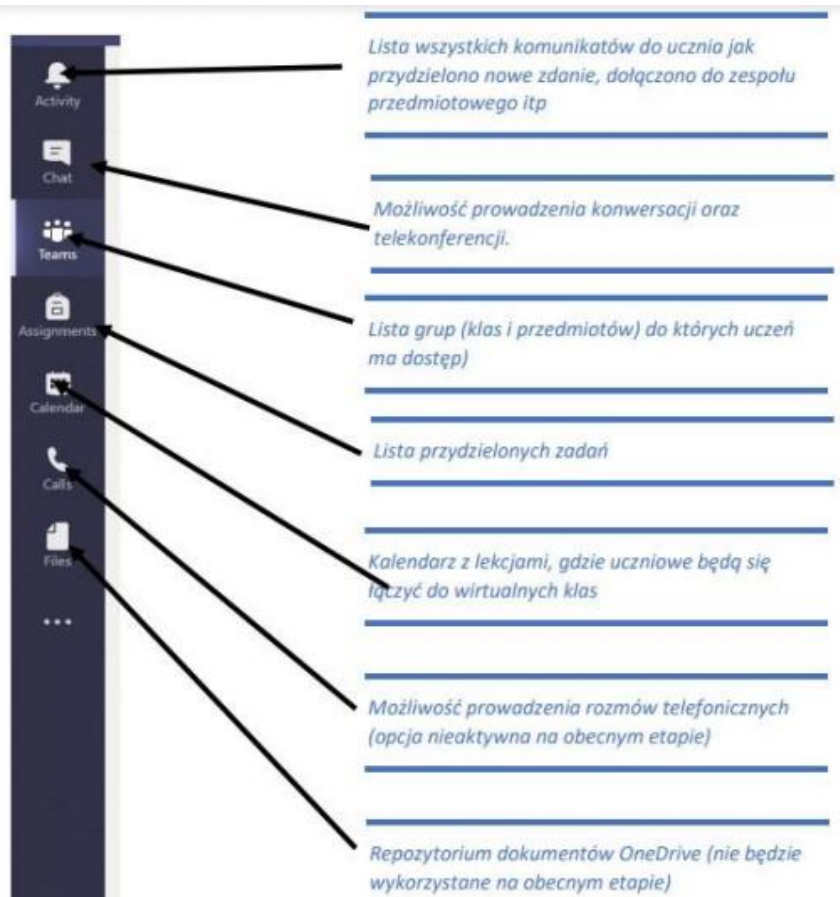 Activity
Chat
Teams
Assignments
Calendar
Calls
Files
Lista wszystkich komunikatów do ucznia jak
przydzielono nowe zdanie, dołączono do zespołu
przedmiotowego itp
Możliwość prowadzenia konwersacji oraz
telekonferencji.
Lista grup (klas i przedmiotów) do których uczeń
ma dostęp)
Lista przydzielonych zadań
Kalendarz z lekcjami, gdzie uczniowe będą się
łączyć do wirtualnych klas
Możliwość prowadzenia rozmów telefonicznych
(opcja nieaktywna na obecnym etapie)
Repozytorium dokumentów OneDrive (nie będzie
wykorzystane na obecnym etapie)